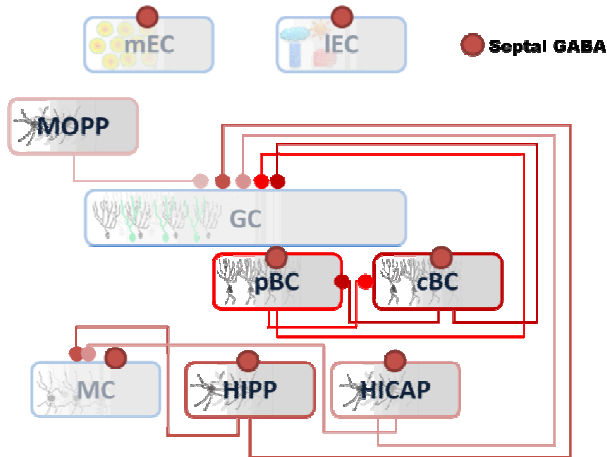 mEC
lEC
Septal GABA
MOPP
GC
pBC
cBC
MC
HIPP
HICAP